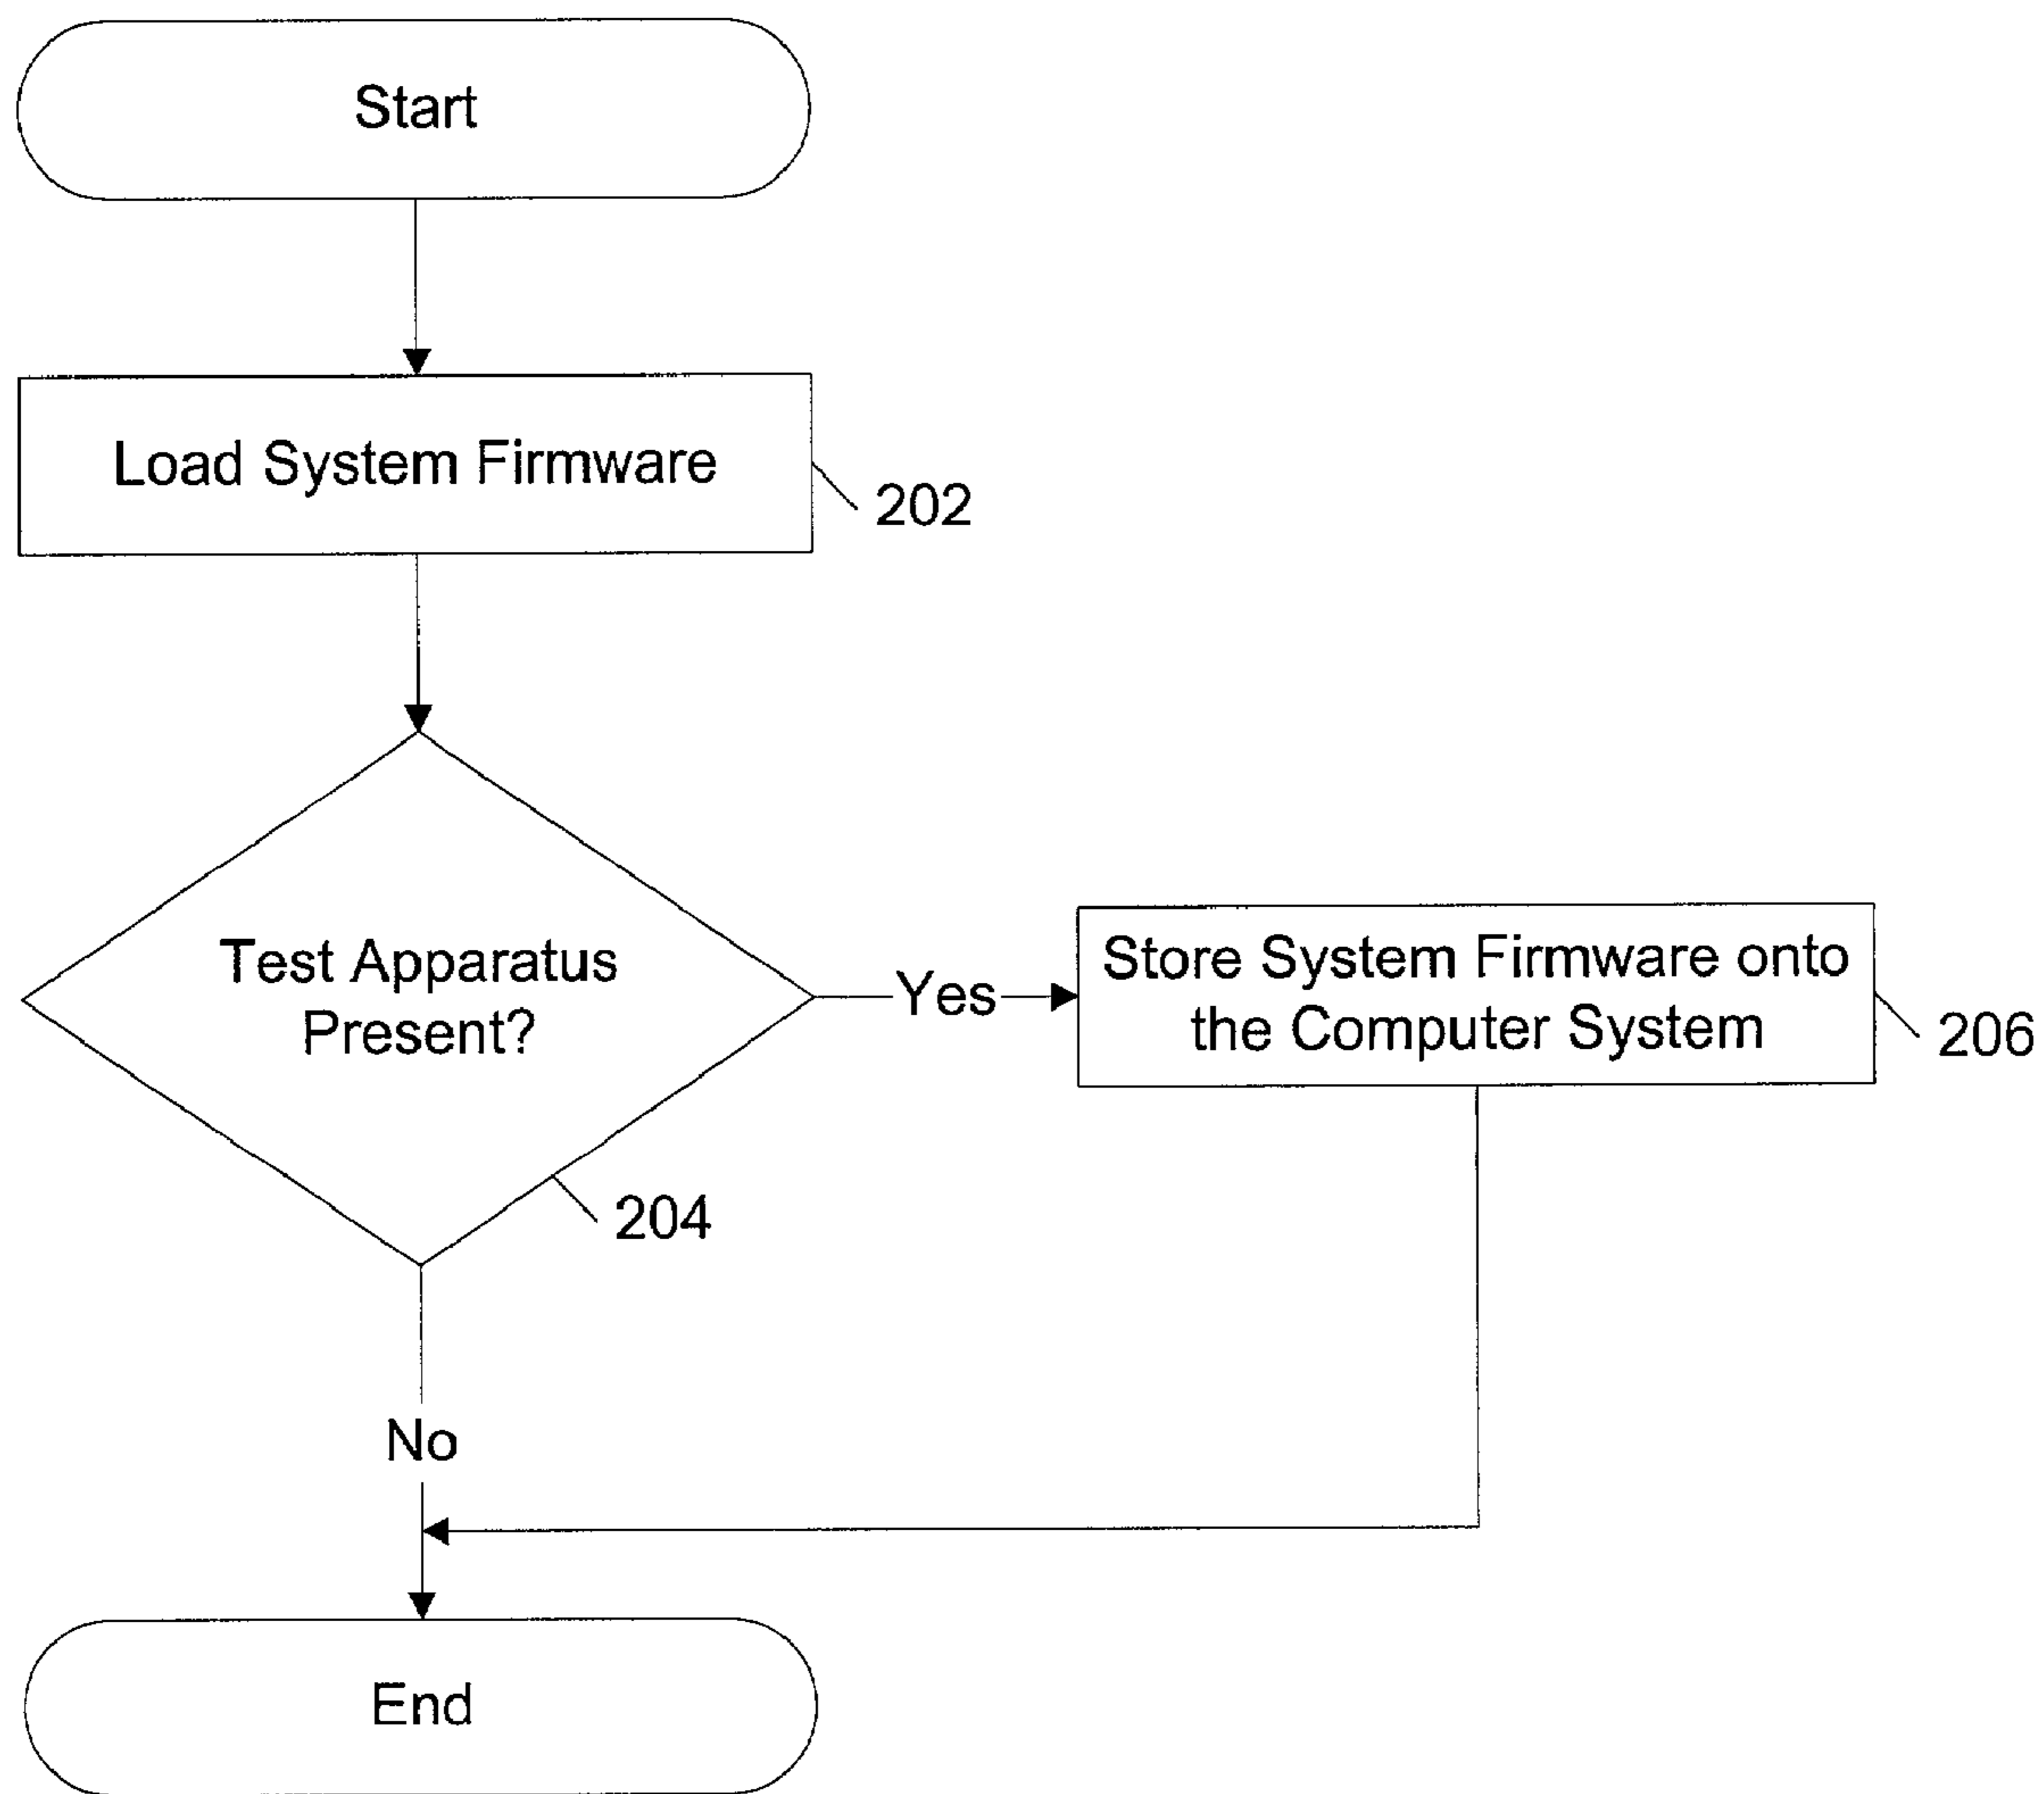 Start
Load System Firmware
202
Test Apparatus
Present?
Yes
Store System Firmware onto
the Computer System
206
204
No
End